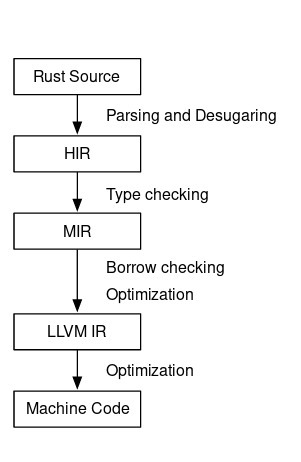 Rust Source
Parsing and Desugaring
HIR
Type checking
MIR
Borrow checking
Optimization
LLVM IR
Optimization
Machine Code